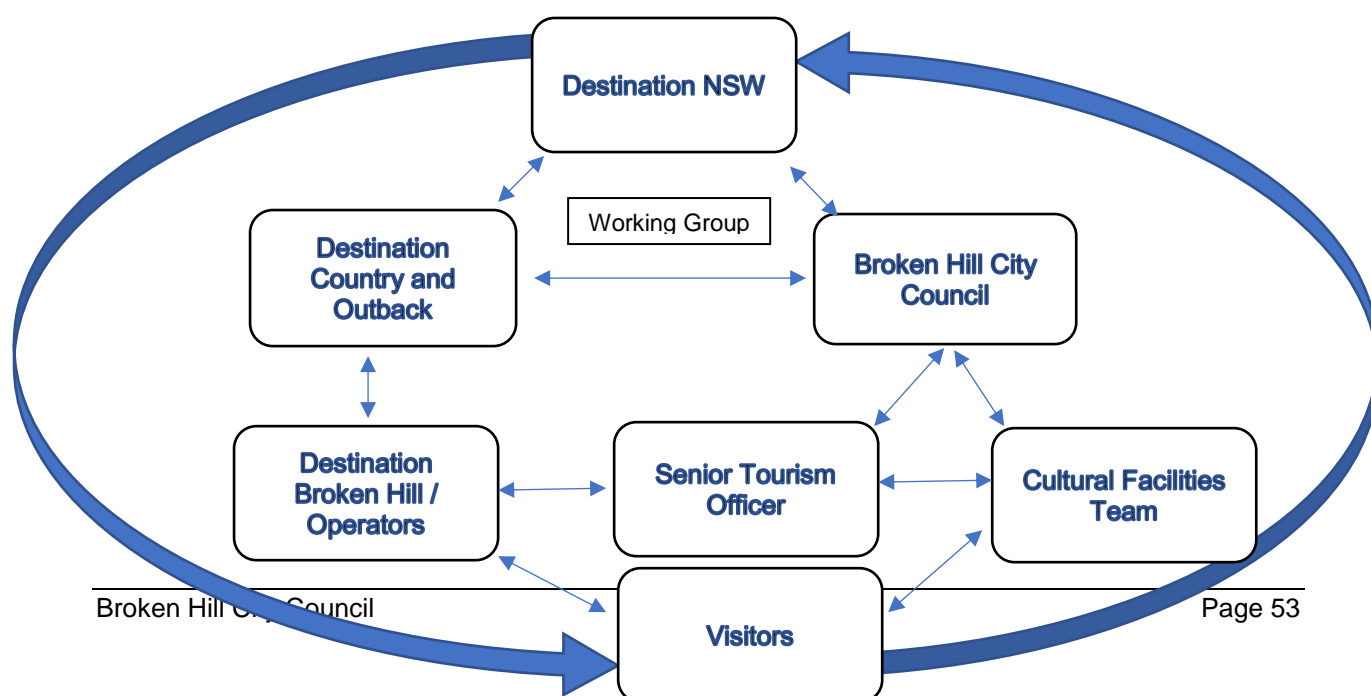 Destination NSW
Working Group
Destination
Country and
Outback
Broken Hill City
Council
Destination
Broken Hill /
Operators
Senior Tourism
Officer
Cultural Facilities
Team
Broken Hill City Council
Page 53
Visitors